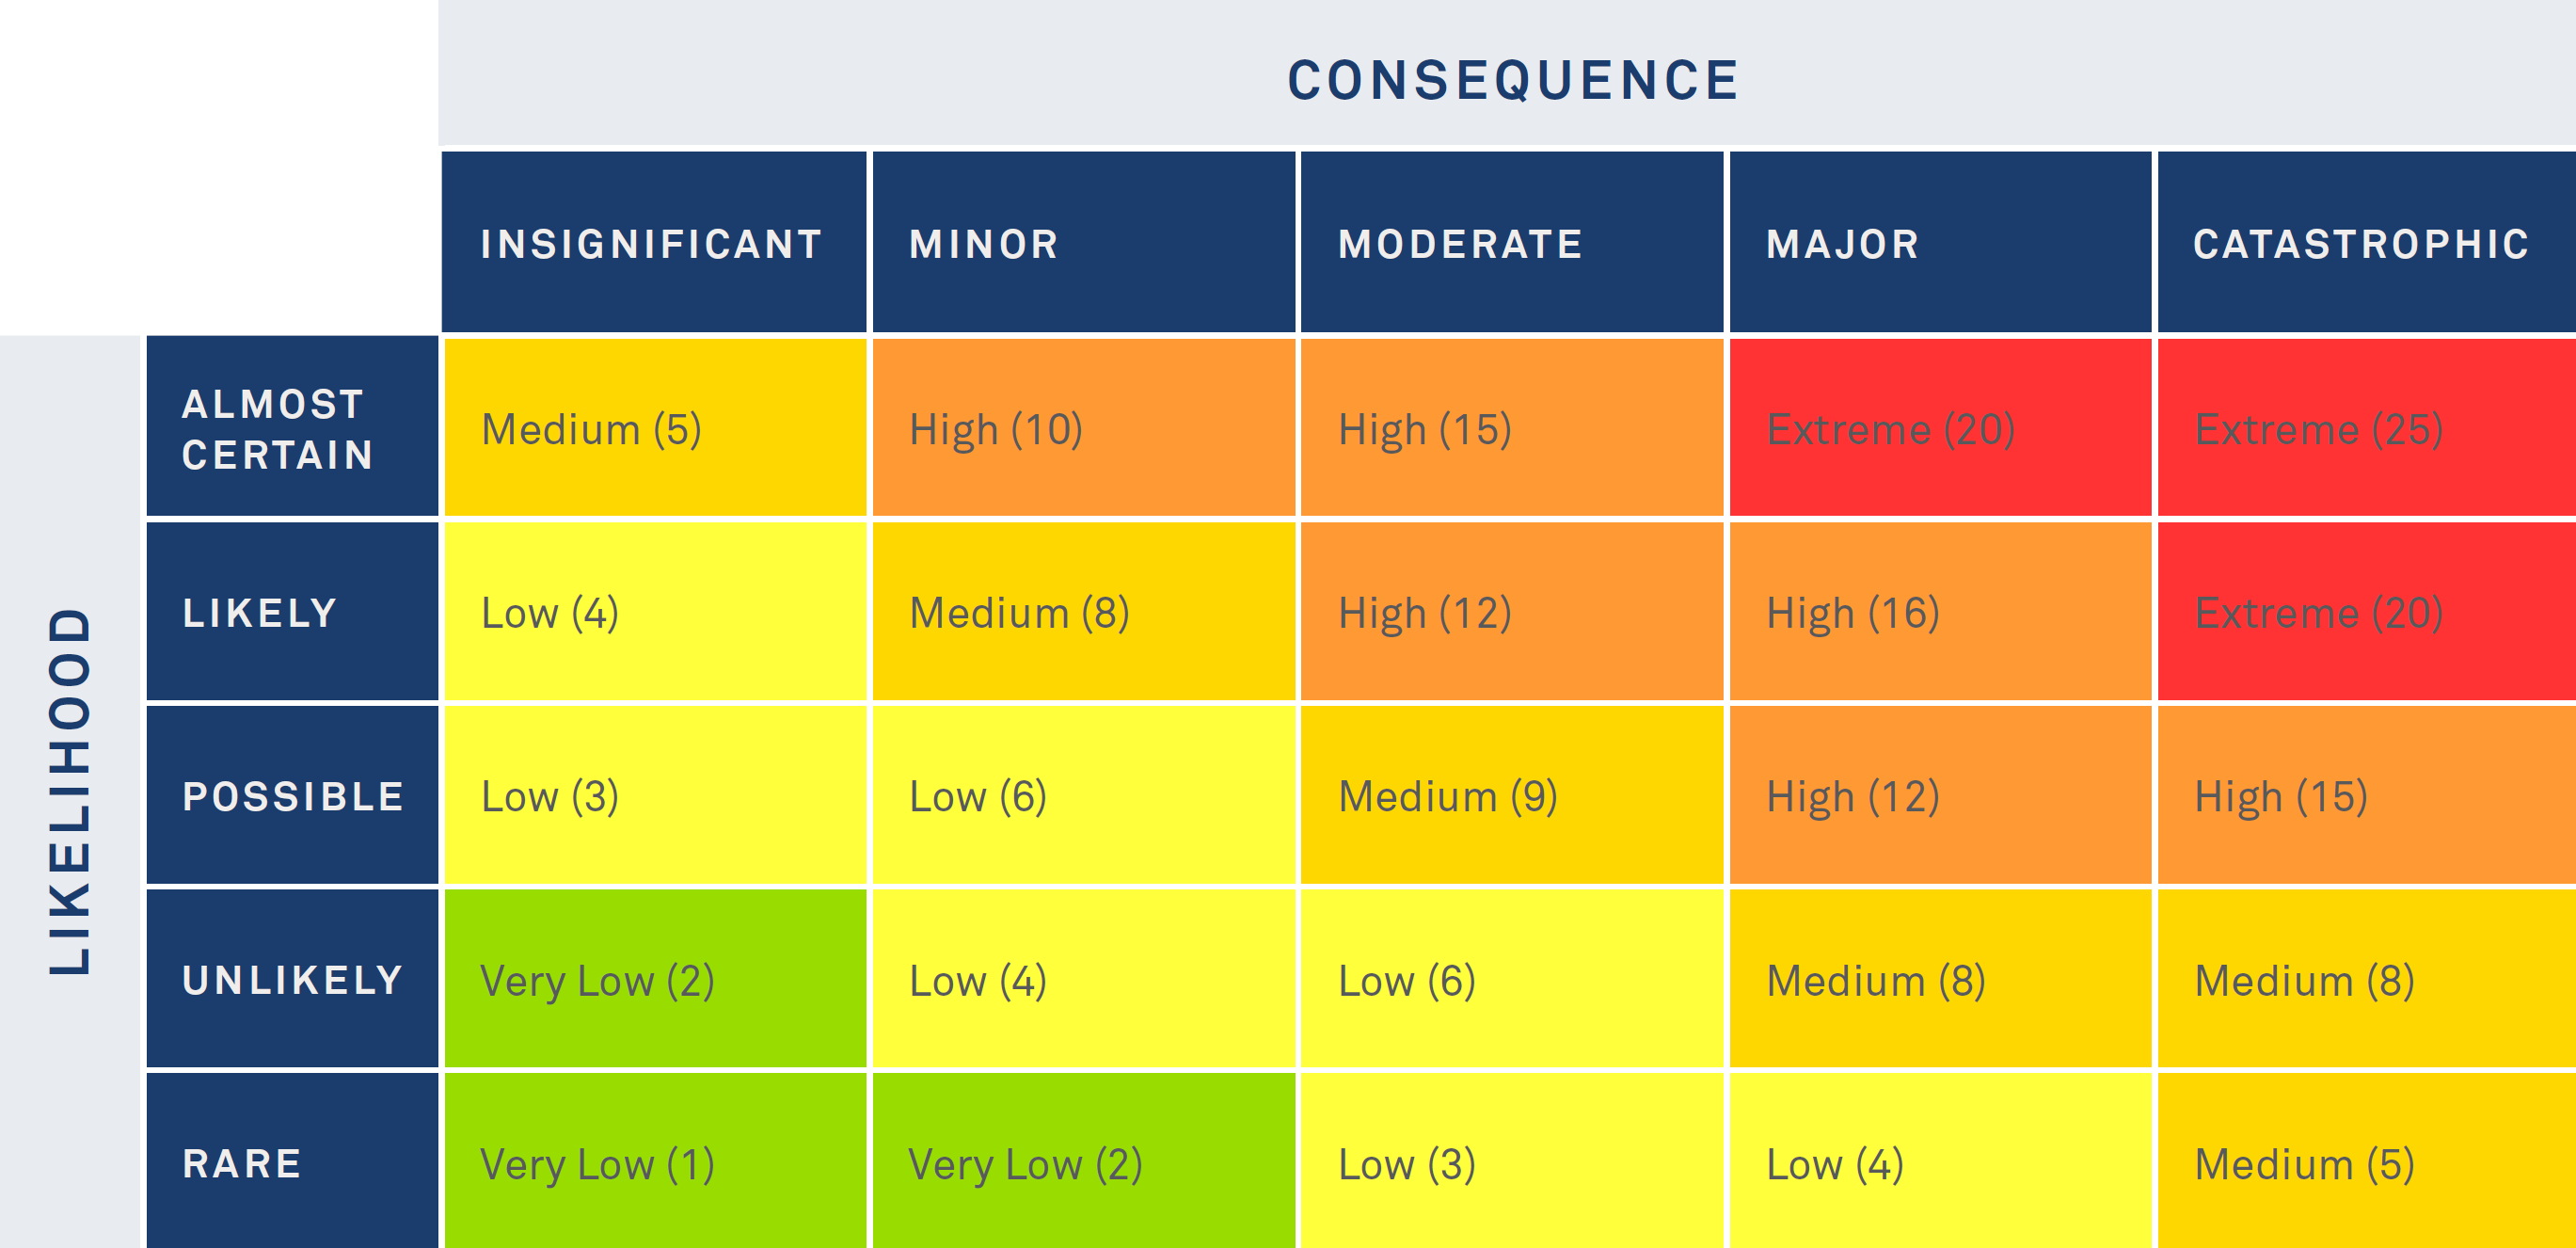 CONSEQUENCE
INSIGNIFICANT MINOR MODERATE MAJOR CATASTROPHIC
LIKELIHOOD
ALMOST
CERTAIN
Medium (5) High (10) High (15) Extreme (20) Extreme (25)
LIKELY Low (4) Medium (8) High (12) High (16) Extreme (20)
POSSIBLE Low (3) Low (6) Medium (9) High (12) High (15)
UNLIKELY Very Low (2) Low (4) Low (6) Medium (8) Medium (8)
RARE Very Low (1) Very Low (2) Low (3) Low (4) Medium (5)